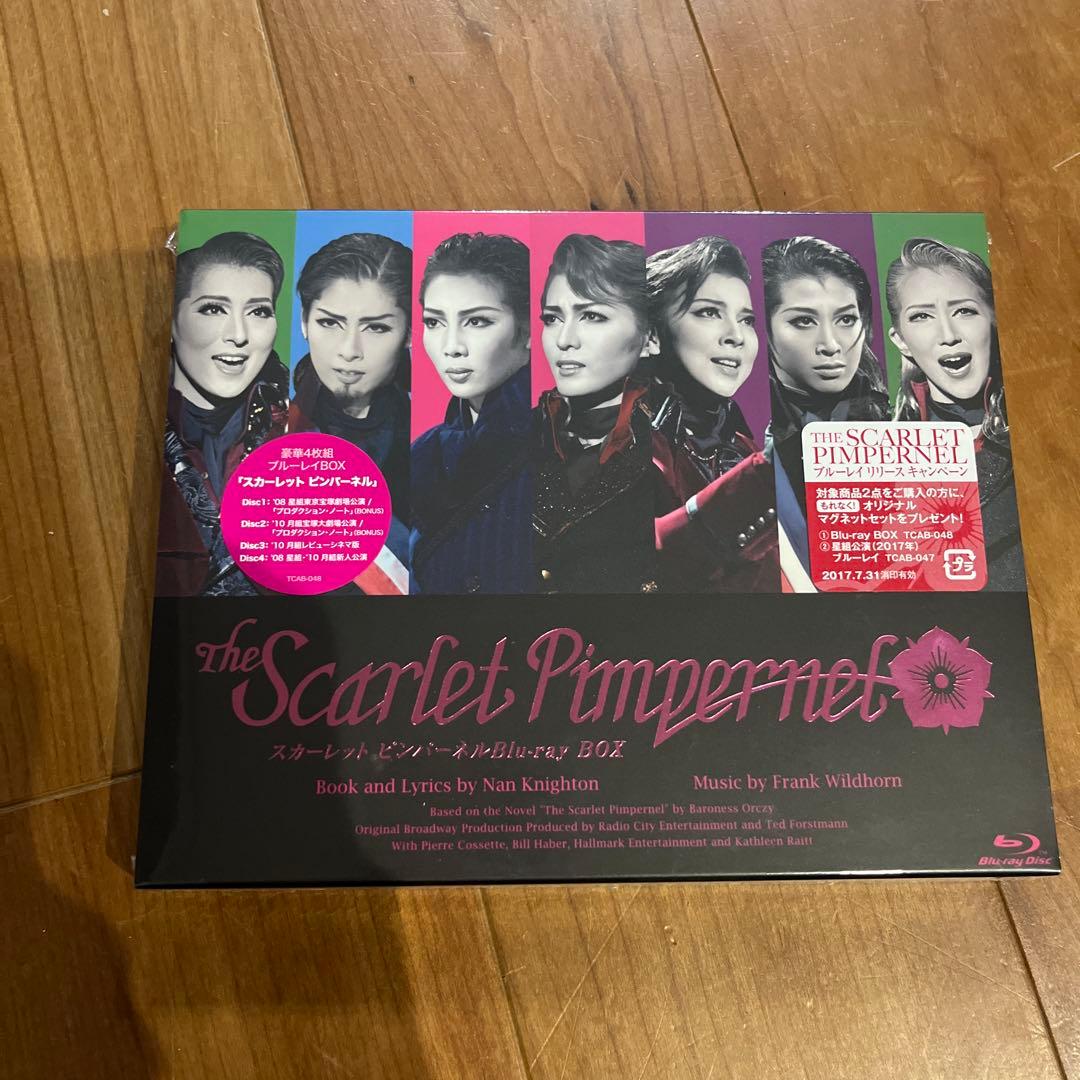 豪華4枚組
ブルーレイBOX
『スカーレット ピンパーネル』
Disc1: '08 星組東京宝塚劇場公演 /
「プロダクション・ノート」(BONUS)
Disc2: '10 月組宝塚大劇場公演 /
「プロダクション・ノート」(BONUS)
Disc3: '10 月組レビューシネマ版
Disc4: '08 星組・'10 月組新人公演
TCAB-048
THE SCARLET
PIMPERNEL
ブルーレイ リリース キャンペーン
対象商品2点をご購入の方に、
もれなく! オリジナル
マグネットセットをプレゼント!
①Blu-ray BOX TCAB-048
②星組公演(2017年)
ブルーレイ TCAB-047
2017.7.31消印有効
プラ
The Scarlet Pimpernel
スカーレット ピンパーネルBlu-ray BOX
Book and Lyrics by Nan Knighton
Music by Frank Wildhorn
Based on the Novel "The Scarlet Pimpernel" by Baroness Orczy
Original Broadway Production Produced by Radio City Entertainment and Ted Forstmann
With Pierre Cossette, Bill Haber, Hallmark Entertainment and Kathleen Raitt
Blu-ray Disc